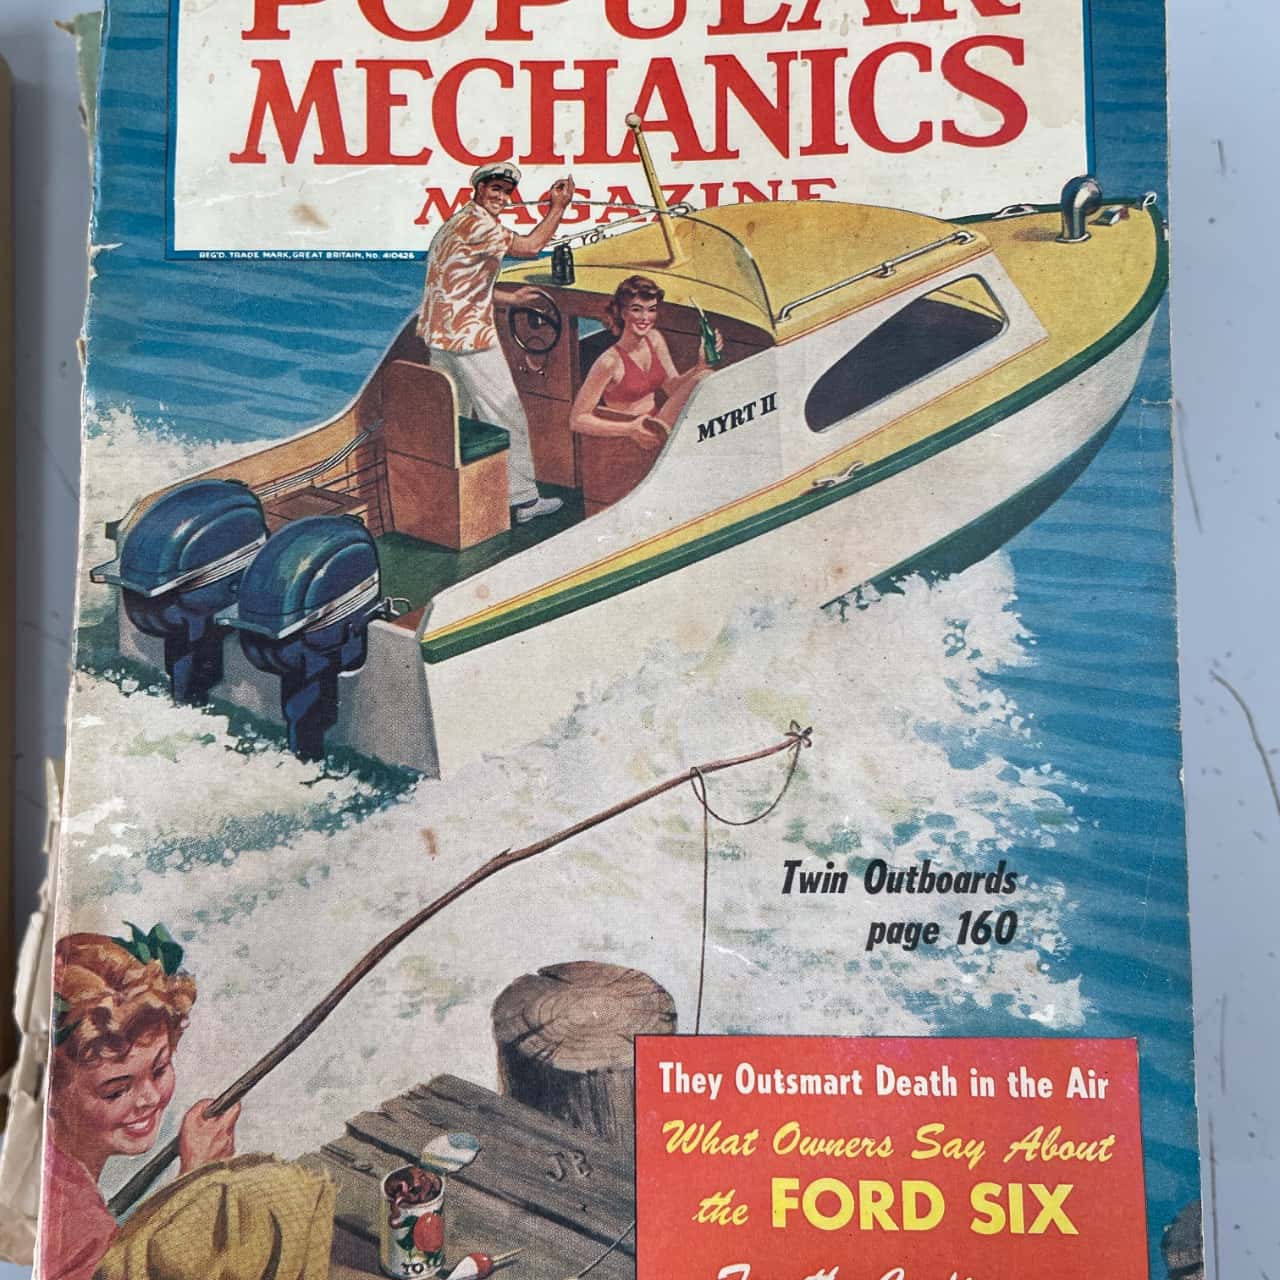 POPULAR
MECHANICS
MAGAZINE
REG'D. TRADE MARK, GREAT BRITAIN, No. 410426
MYRT II
Twin Outboards
page 160
They Outsmart Death in the Air
What Owners Say About
the FORD SIX
JB